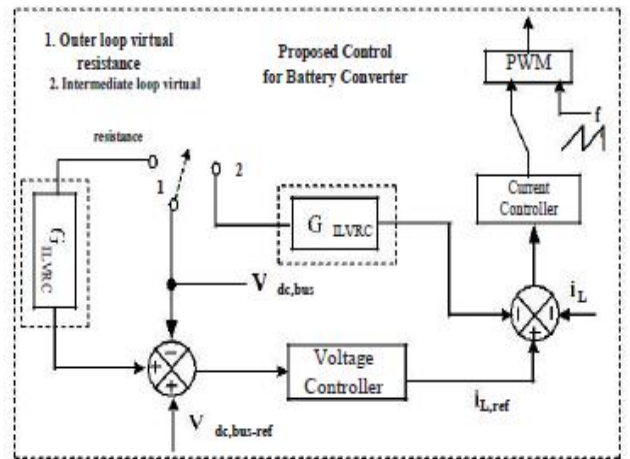 1. Outer loop virtual
resistance
2. Intermediate loop virtual
Proposed Control
for Battery Converter
PWM
f
resistance
1
2
Current
Controller
G ILVRC
G ILVRC
V dc,bus
i L
Voltage
Controller
i L,ref
V dc,bus-ref